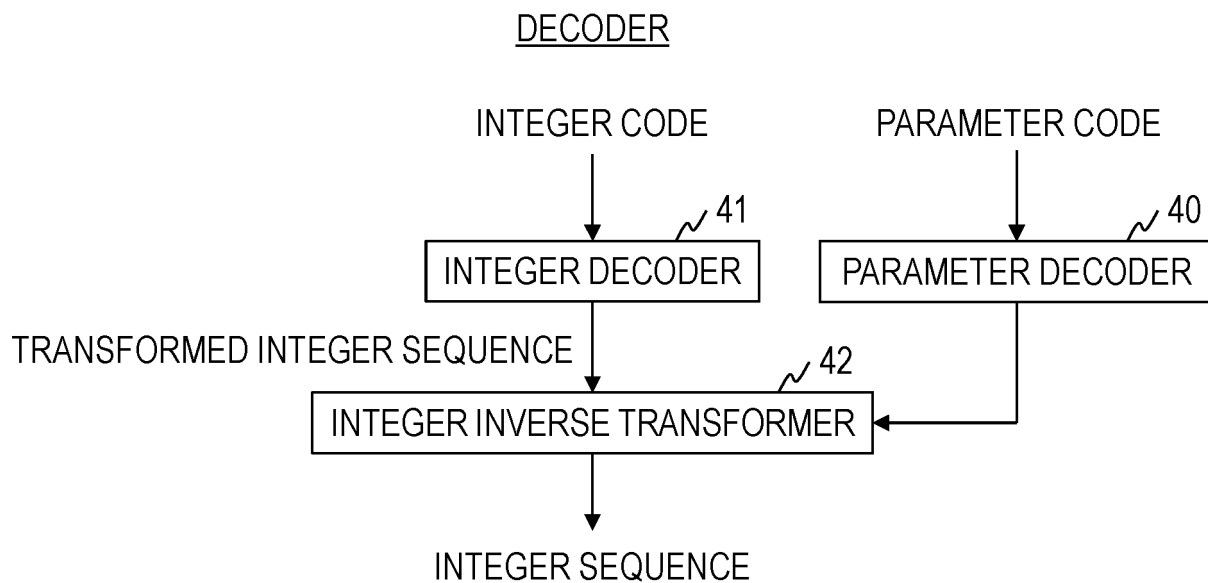 DECODER
INTEGER CODE
PARAMETER CODE
41
40
INTEGER DECODER
PARAMETER DECODER
TRANSFORMED INTEGER SEQUENCE
42
INTEGER INVERSE TRANSFORMER
INTEGER SEQUENCE